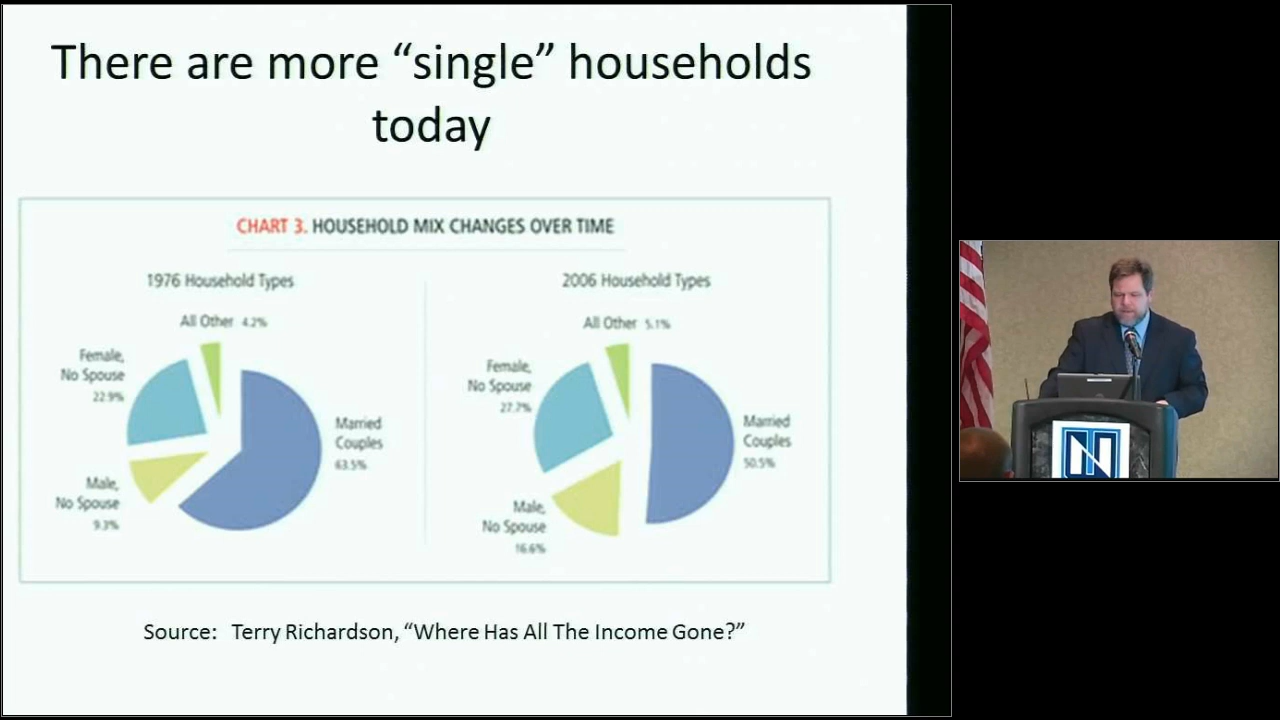 There are more “single” households
today
CHART 3. HOUSEHOLD MIX CHANGES OVER TIME
1976 Household Types
All Other 4.2%
Female,
No Spouse
22.9%
Married
Couples
63.5%
Male,
No Spouse
9.3%
2006 Household Types
All Other 5.1%
Female,
No Spouse
27.7%
Married
Couples
50.5%
Male,
No Spouse
16.6%
Source: Terry Richardson, “Where Has All The Income Gone?”